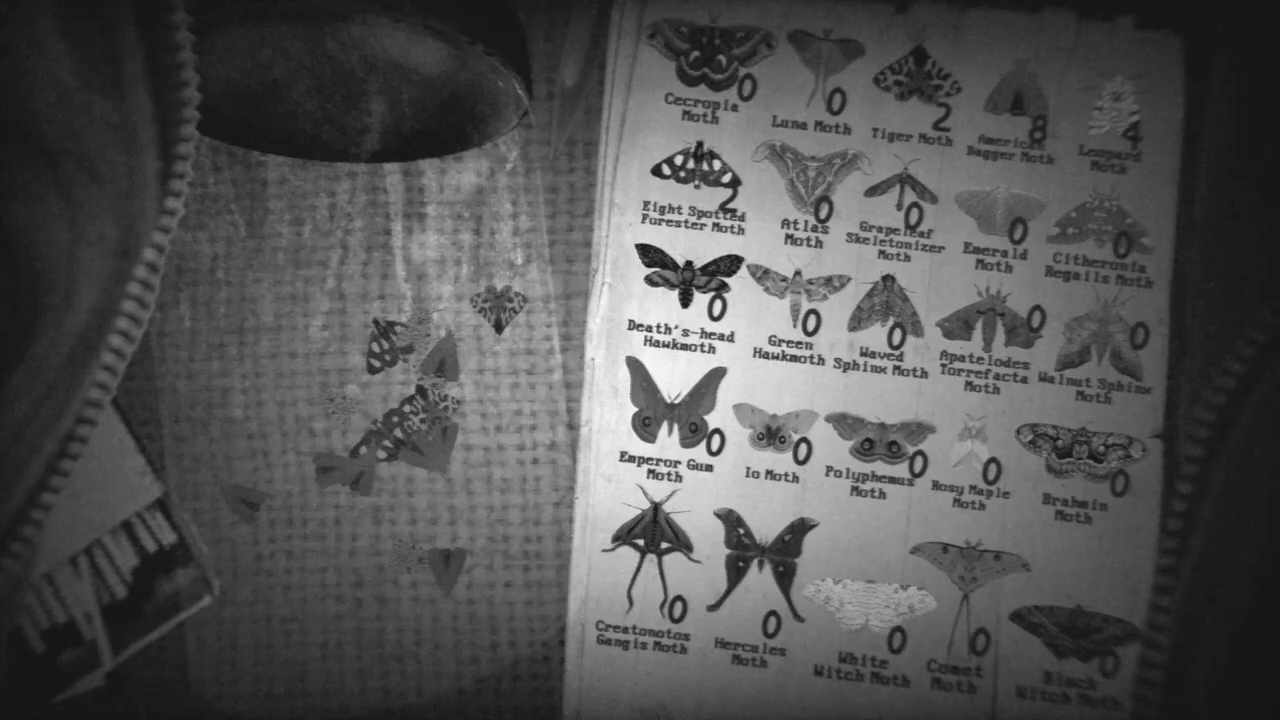 0
Cecropia
Moth
0
Luna Moth
2
Tiger Moth
8
American
Dagger Moth
4
Leopard
Moth
2
Eight Spotted
Forester Moth
0
Atlas
Moth
0
Grapeleaf
Skeletonizer
Moth
0
Emerald
Moth
0
Citheronia
Regails Moth
0
Death's-head
Hawkmoth
0
Green
Hawkmoth
0
Waved
Sphinx Moth
0
Apatelodes
Torrefacta
Moth
0
Walnut Sphinx
Moth
0
Emperor Gum
Moth
0
Io Moth
0
Polyphemus
Moth
0
Rosy Maple
Moth
0
Brahmin
Moth
0
Creatonotos
Gangis Moth
0
Hercules
Moth
0
White
Witch Moth
0
Comet
Moth
0
Black
Witch Moth